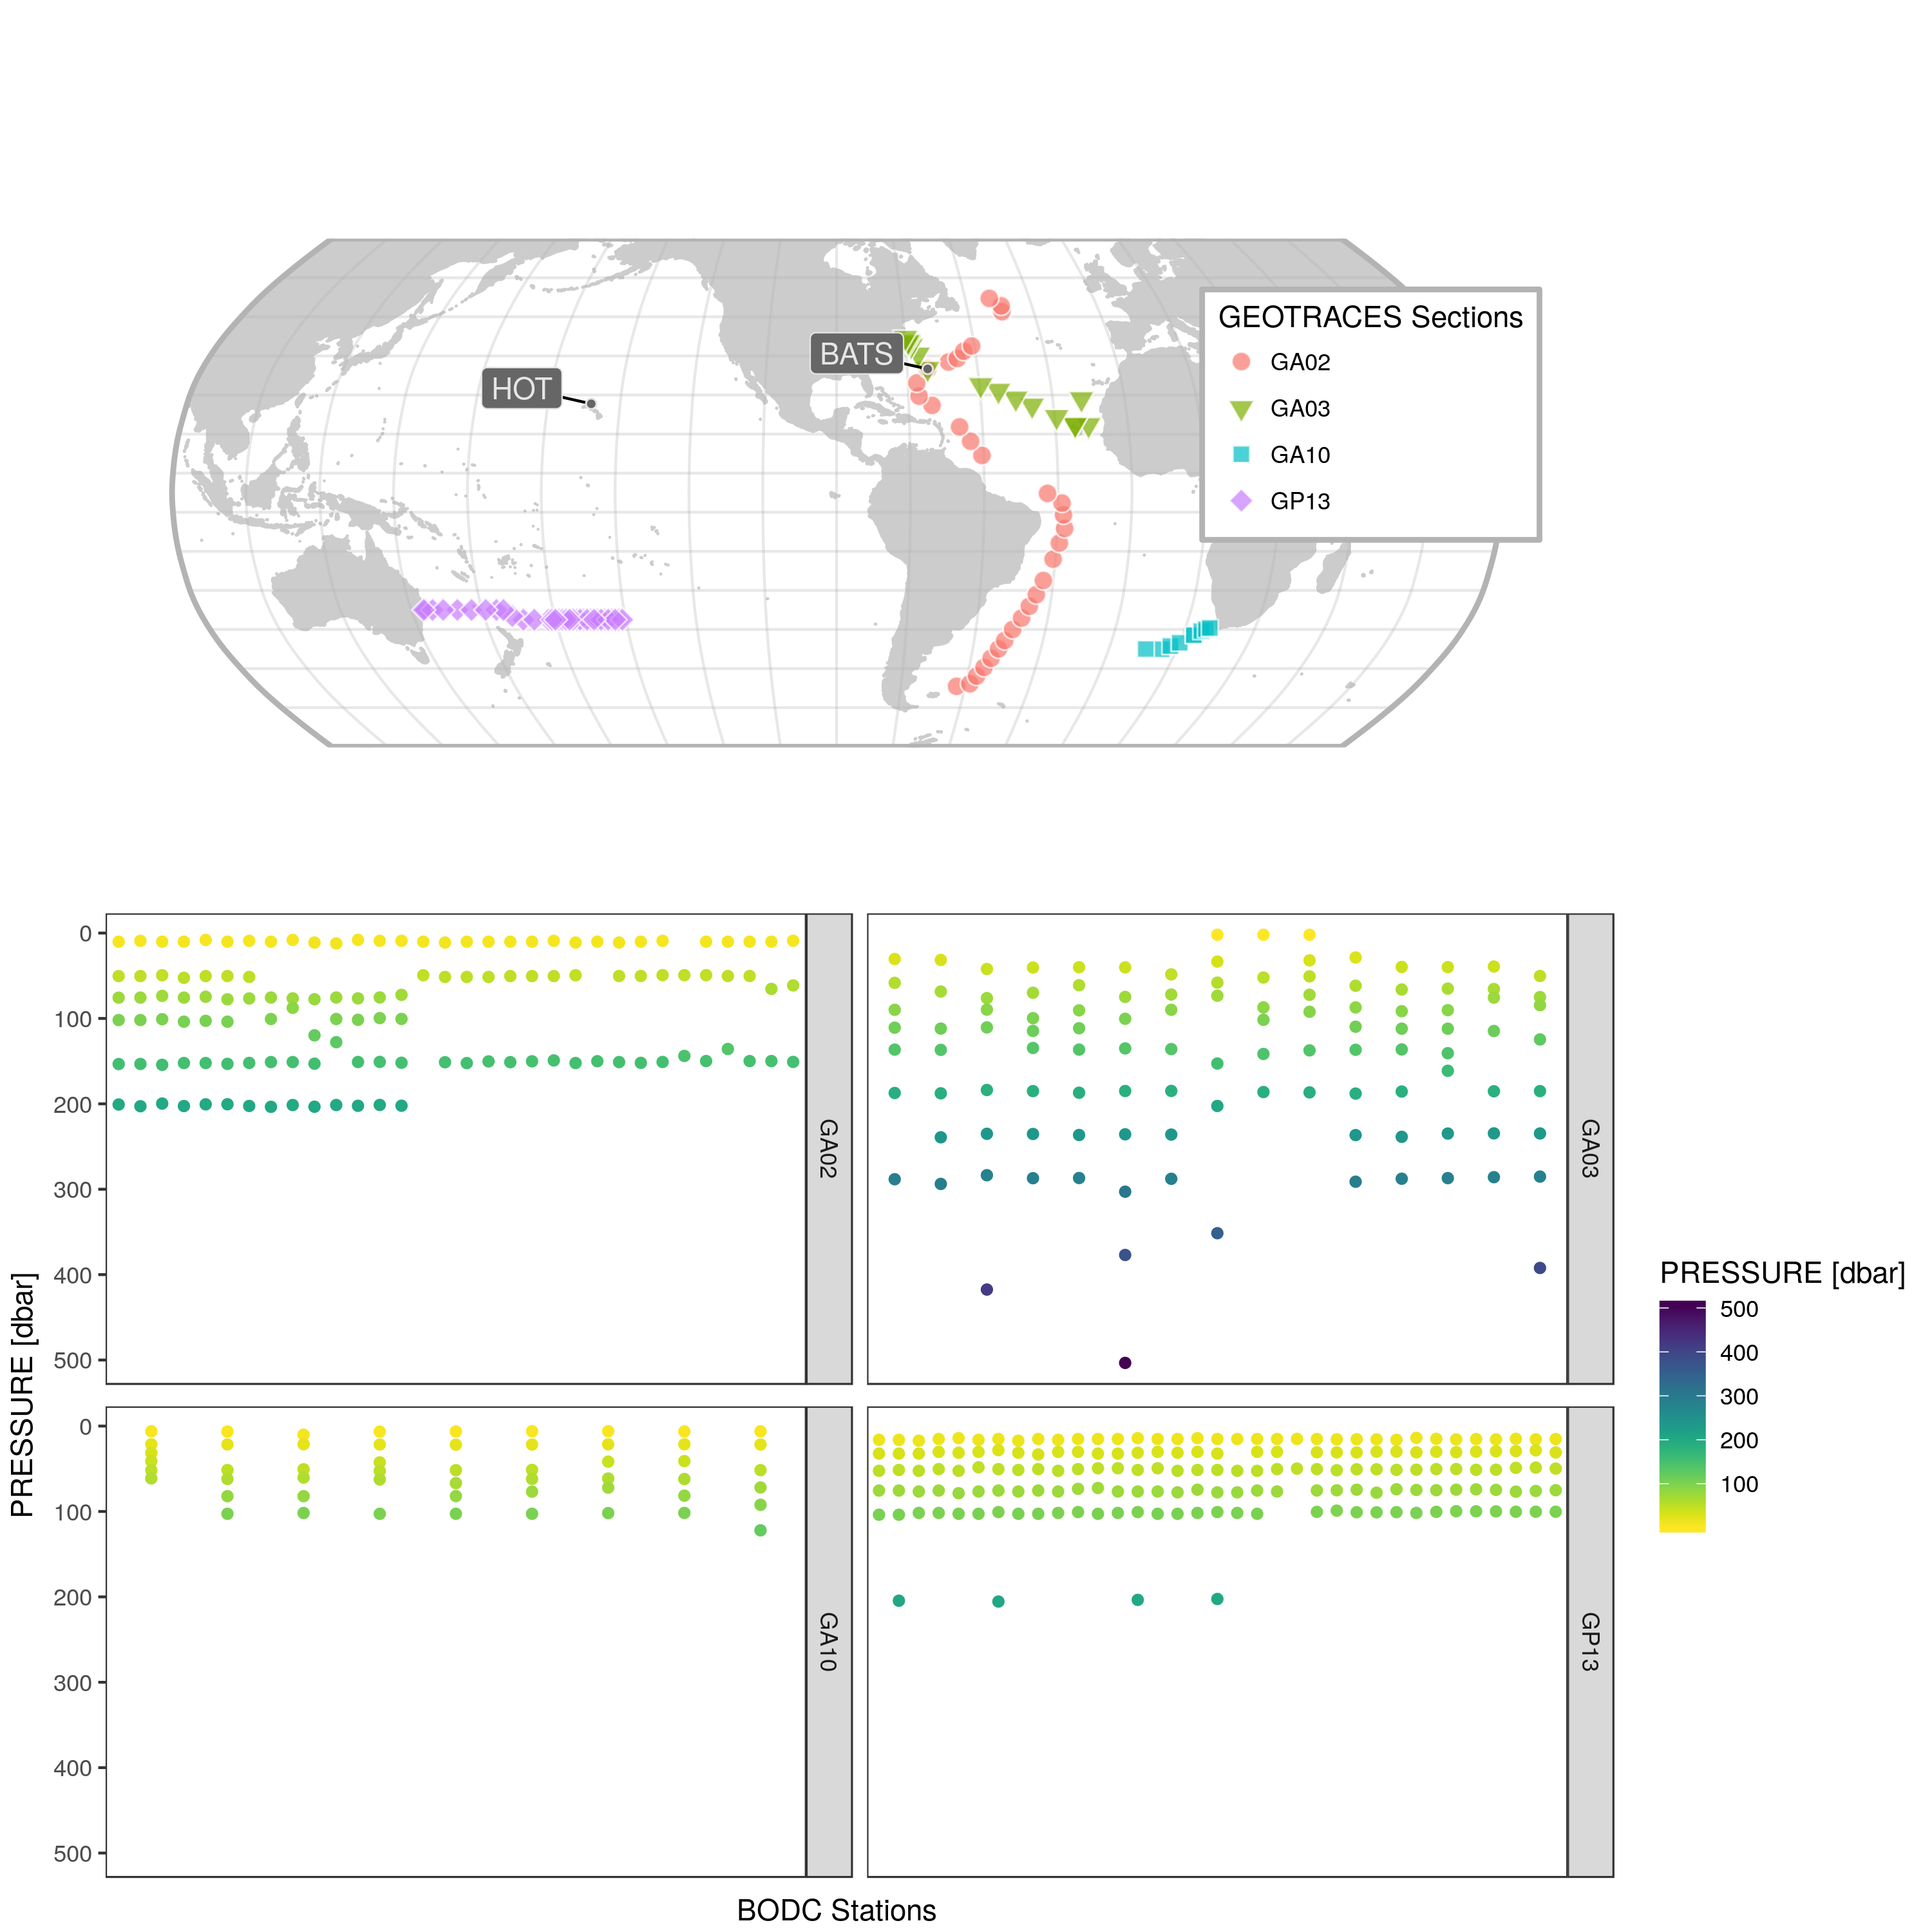 GEOTRACES Sections
GA02
GA03
GA10
GP13
BATS
HOT
0
100
200
300
400
500
GA02
GA03
PRESSURE [dbar]
0
100
200
300
400
500
GA10
GP13
PRESSURE [dbar]
500
400
300
200
100
BODC Stations